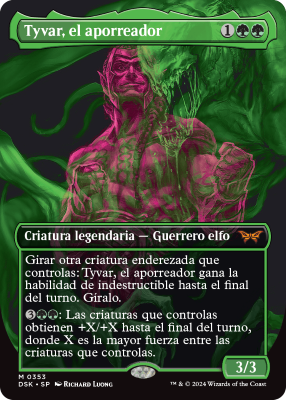 Tyvar, el aporreador 1
Criatura legendaria — Guerrero elfo
Girar otra criatura enderezada que
controlas: Tyvar, el aporreador gana la
habilidad de indestructible hasta el final
del turno. Gíralo.
3: Las criaturas que controlas
obtienen +X/+X hasta el final del turno,
donde X es la mayor fuerza entre las
criaturas que controlas.
3/3
M 0353
DSK • SP Richard Luong
™ & © 2024 Wizards of the Coast